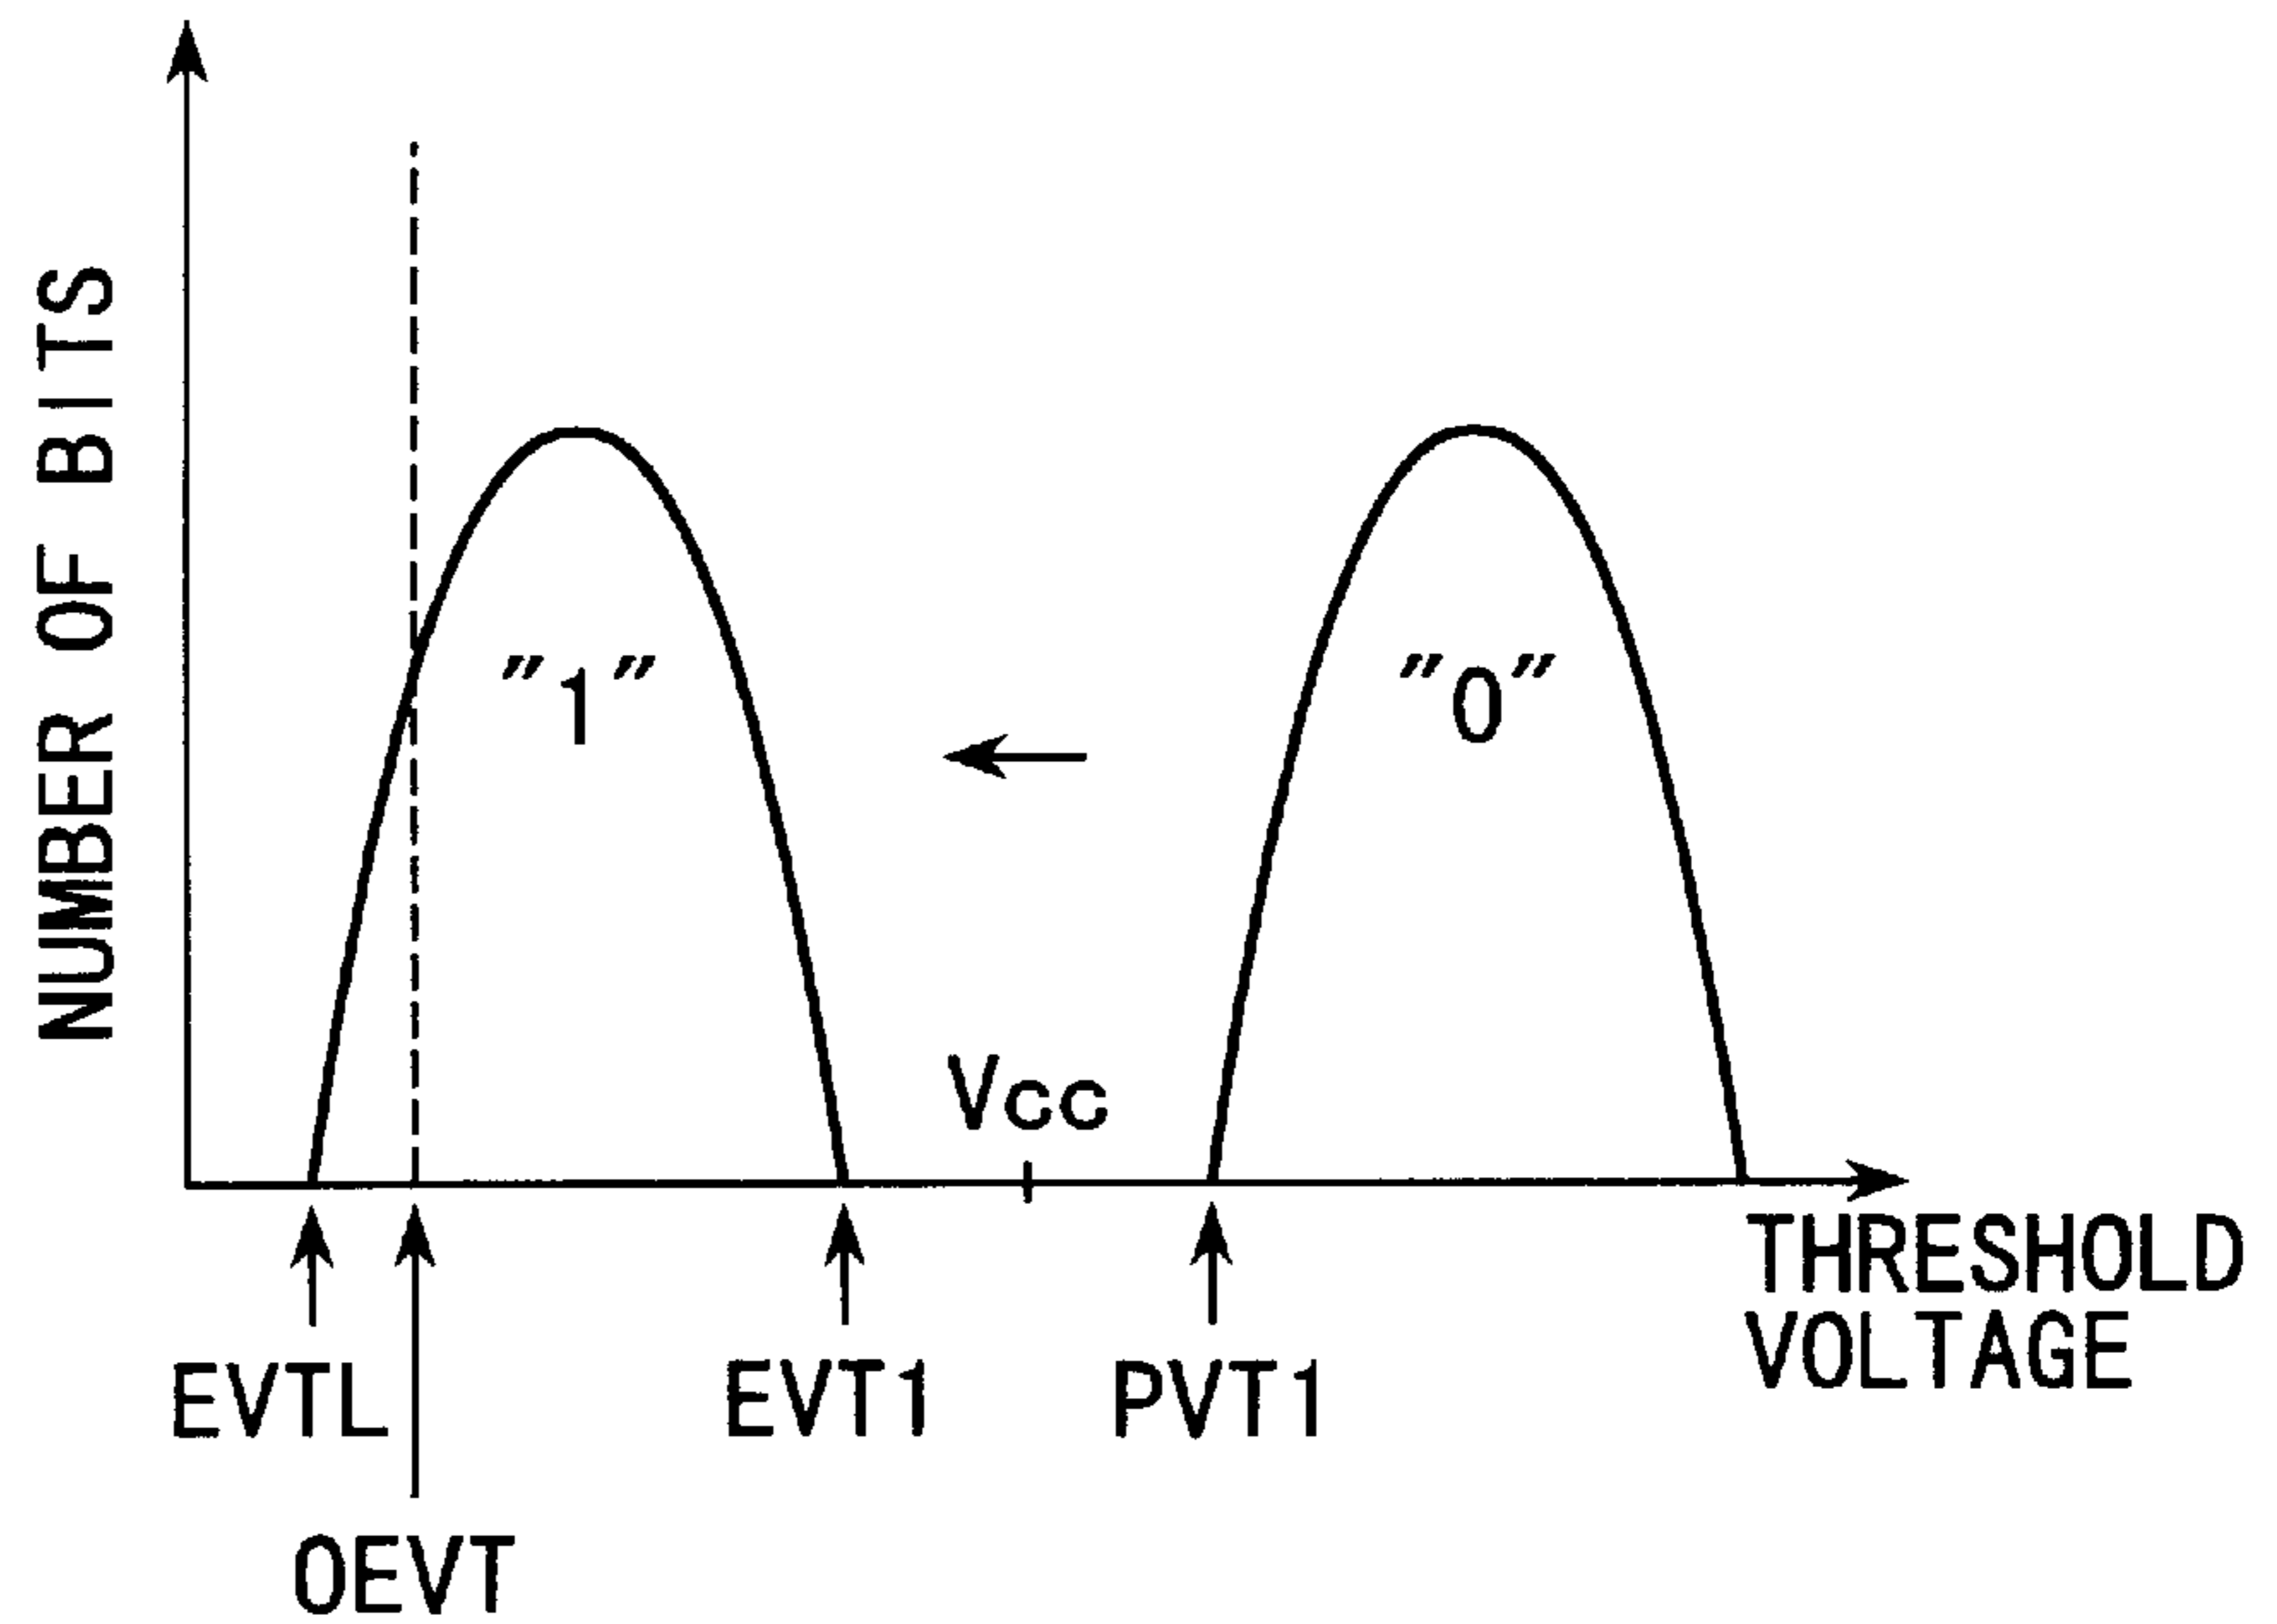 NUMBER OF BITS
"1"
"0"
Vcc
THRESHOLD
VOLTAGE
EVTL
EVT1
PVT1
OEVT